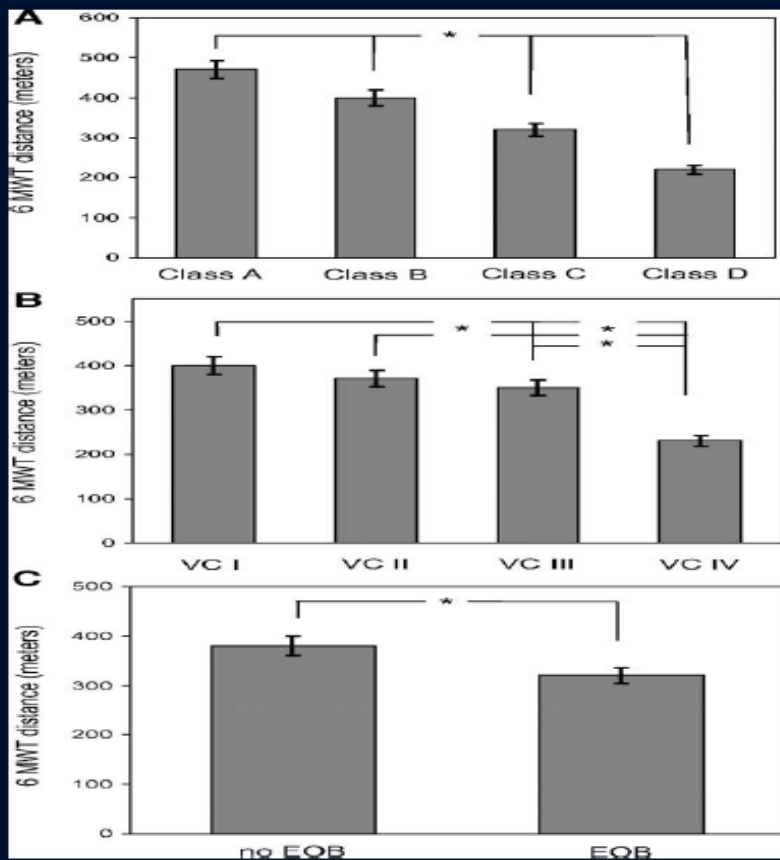 A
6 MWT distance (meters)
600
500
400
300
200
100
0
*
Class A Class B Class C Class D
B
6 MWT distance (meters)
500
400
300
200
100
0
* *
*
VC I VC II VC III VC IV
C
6 MWT distance (meters)
500
400
300
200
100
0
*
no EOB EOB